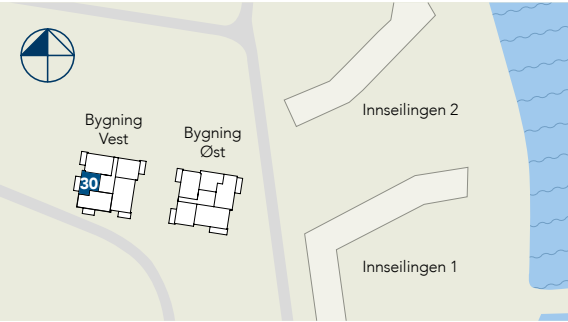 Innseilingen 2
Bygning
Vest
Bygning
Øst
30
Innseilingen 1